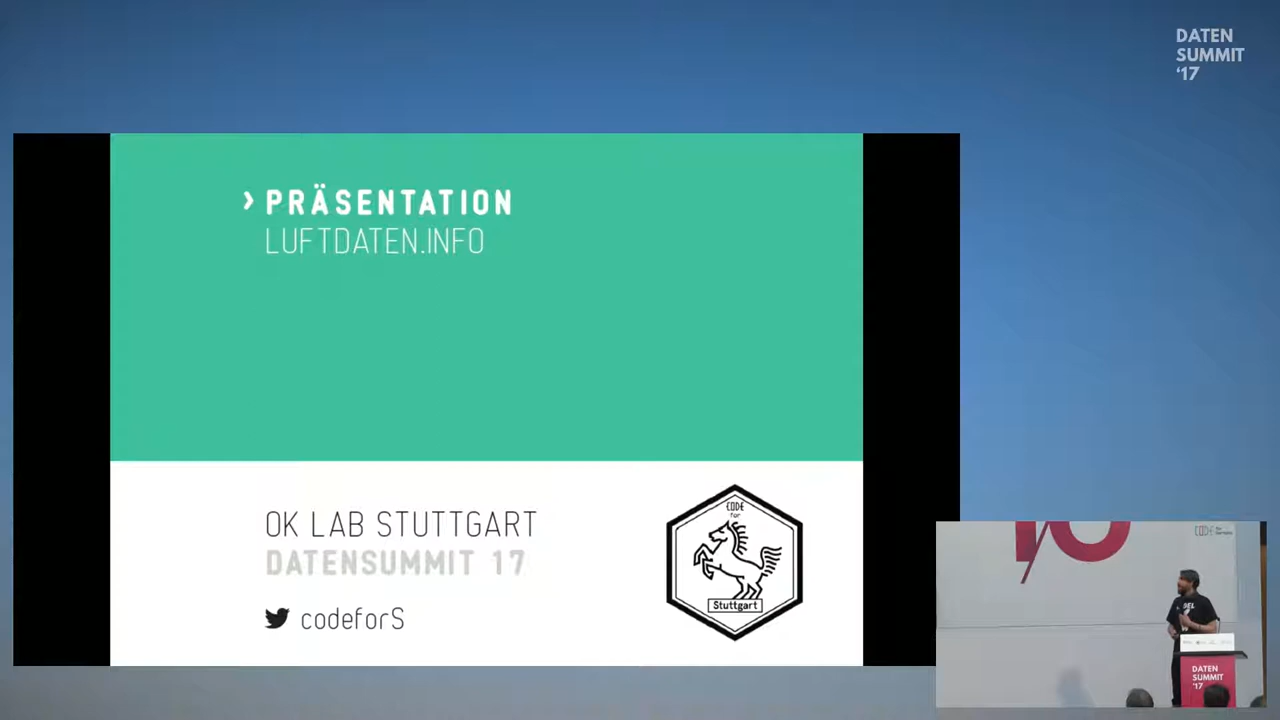 DATEN
SUMMIT
‘17
› PRÄSENTATION
LUFTDATEN.INFO
OK LAB STUTTGART
DATENSUMMIT 17
codeforS
CODE
for
Stuttgart
DATEN
SUMMIT
'17